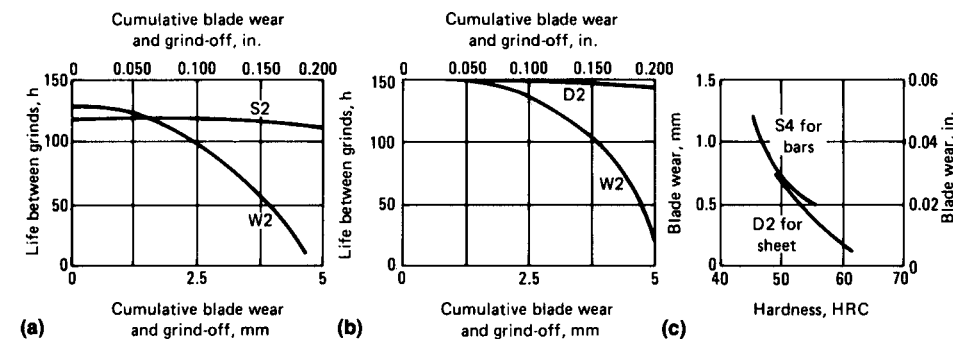 Cumulative blade wear
and grind-off, in.
0 0.050 0.100 0.150 0.200
150
100
50
0
Life between grinds, h
S2
W2
0 2.5 5
Cumulative blade wear
and grind-off, mm
(a)
Cumulative blade wear
and grind-off, in.
0 0.050 0.100 0.150 0.200
150
100
50
0
Life between grinds, h
D2
W2
0 2.5 5
Cumulative blade wear
and grind-off, mm
(b)
1.5
1.0
0.5
0
Blade wear, mm
S4 for
bars
D2 for
sheet
0.06
0.04
0.02
0
Blade wear, in.
40 50 60 70
Hardness, HRC
(c)